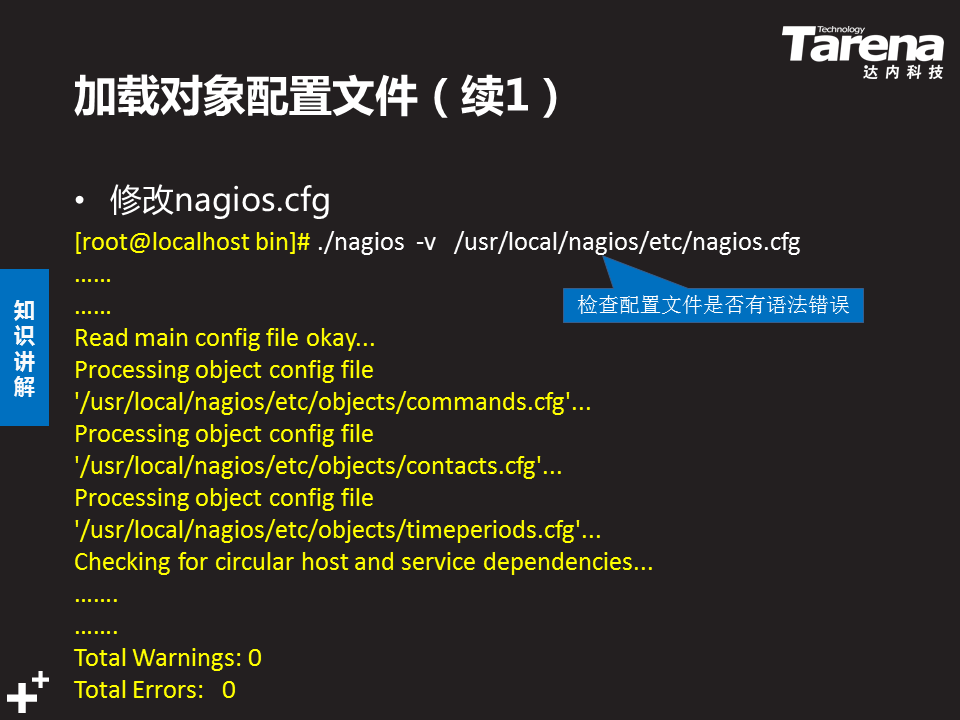 Technology
Tarena
达内科技
加载对象配置文件（续1）
• 修改nagios.cfg
[root@localhost bin]# ./nagios -v /usr/local/nagios/etc/nagios.cfg
……
……
检查配置文件是否有语法错误
Read main config file okay...
Processing object config file
'/usr/local/nagios/etc/objects/commands.cfg'...
Processing object config file
'/usr/local/nagios/etc/objects/contacts.cfg'...
Processing object config file
'/usr/local/nagios/etc/objects/timeperiods.cfg'...
Checking for circular host and service dependencies...
…….
…….
Total Warnings: 0
Total Errors: 0
知
识
讲
解